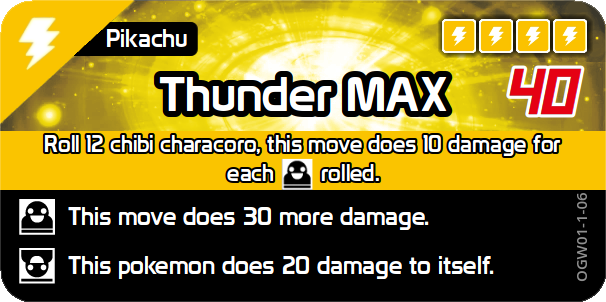 Pikachu
Thunder MAX 40
Roll 12 chibi characoro, this move does 10 damage for
each rolled.
This move does 30 more damage.
This pokemon does 20 damage to itself.
OGW01-1-06